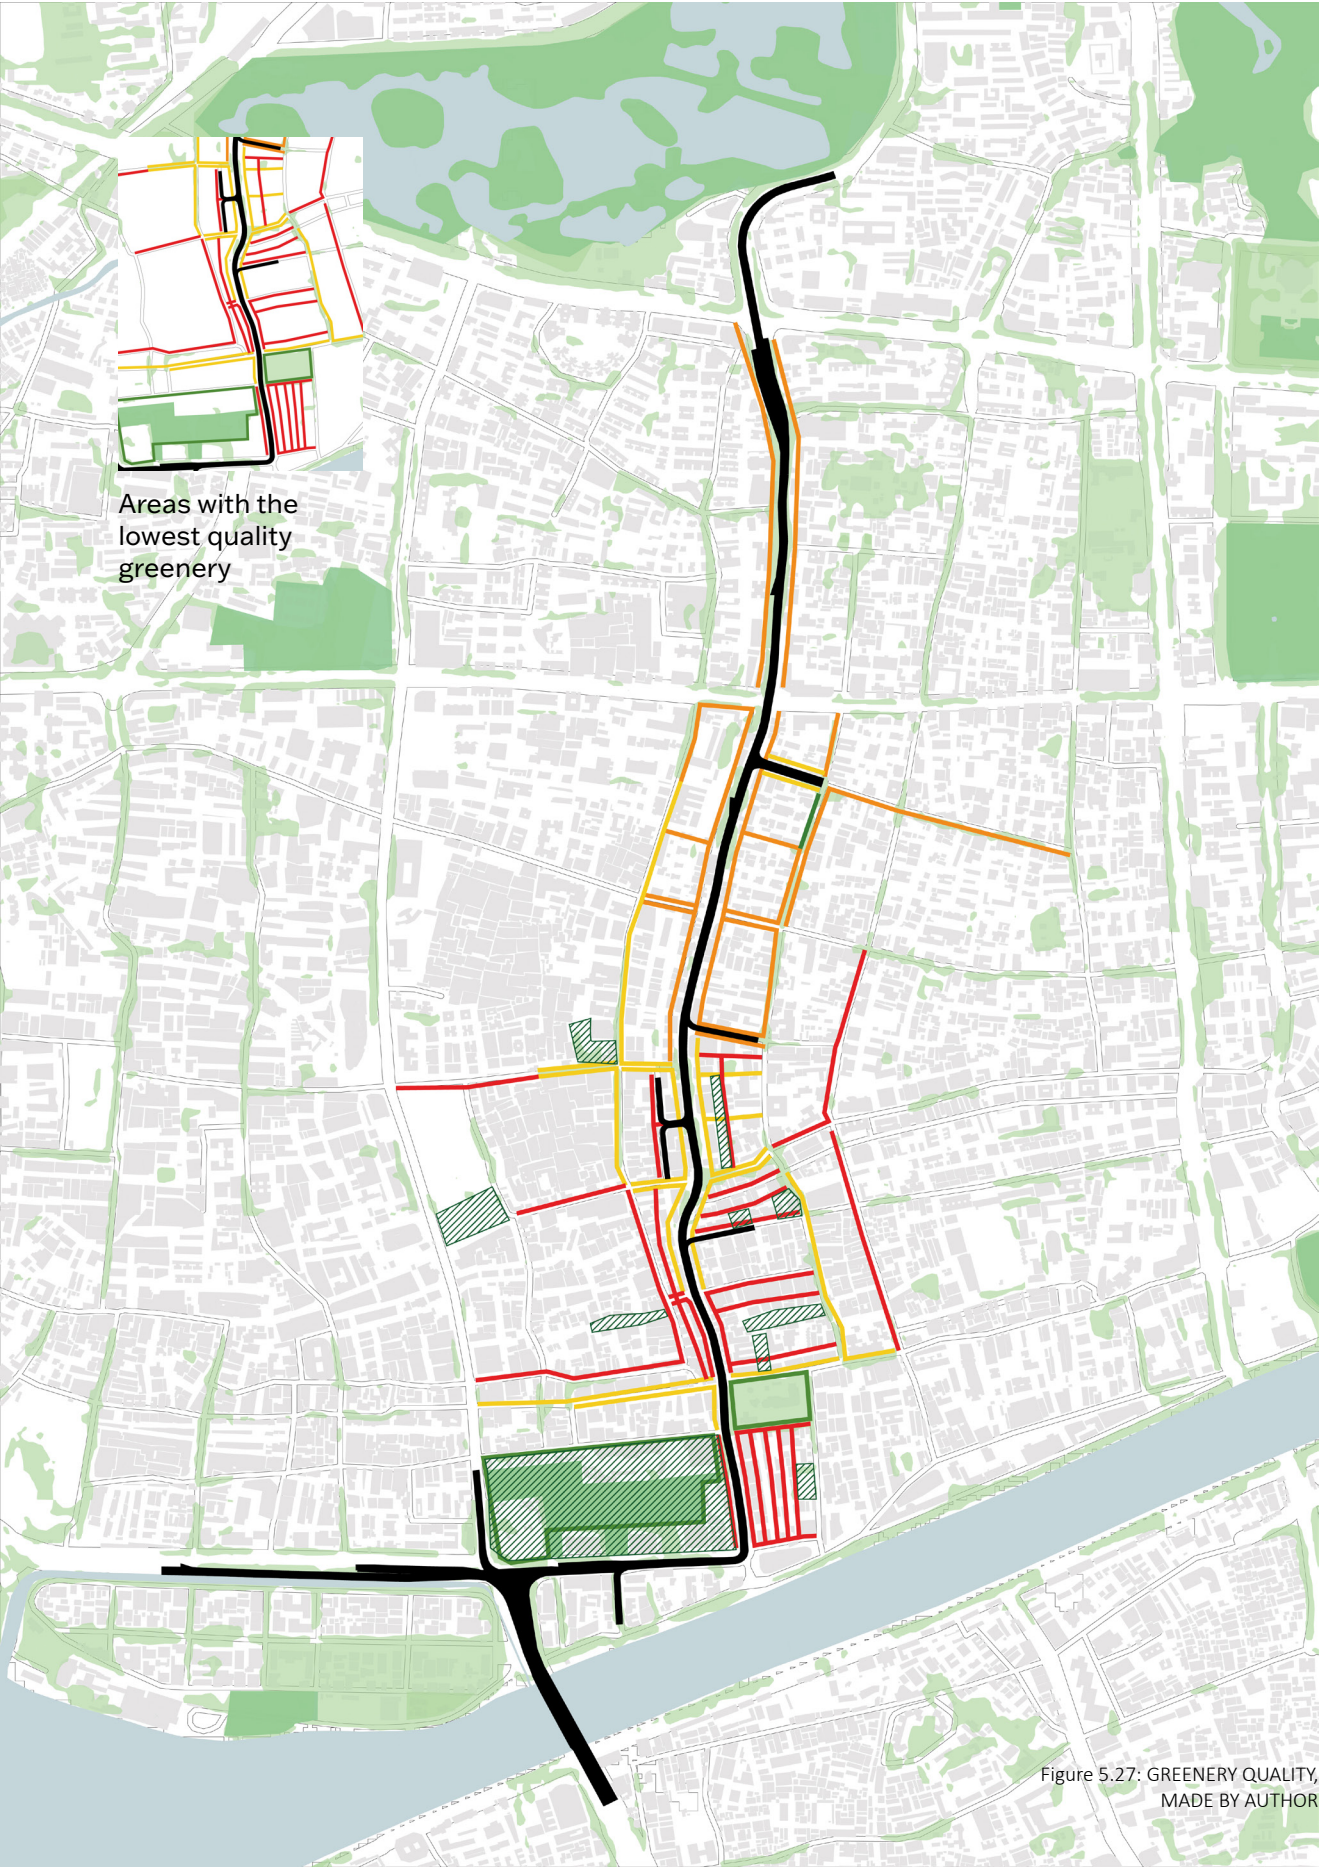 Areas with the
lowest quality
greenery
Figure 5.27: GREENERY QUALITY,
MADE BY AUTHOR